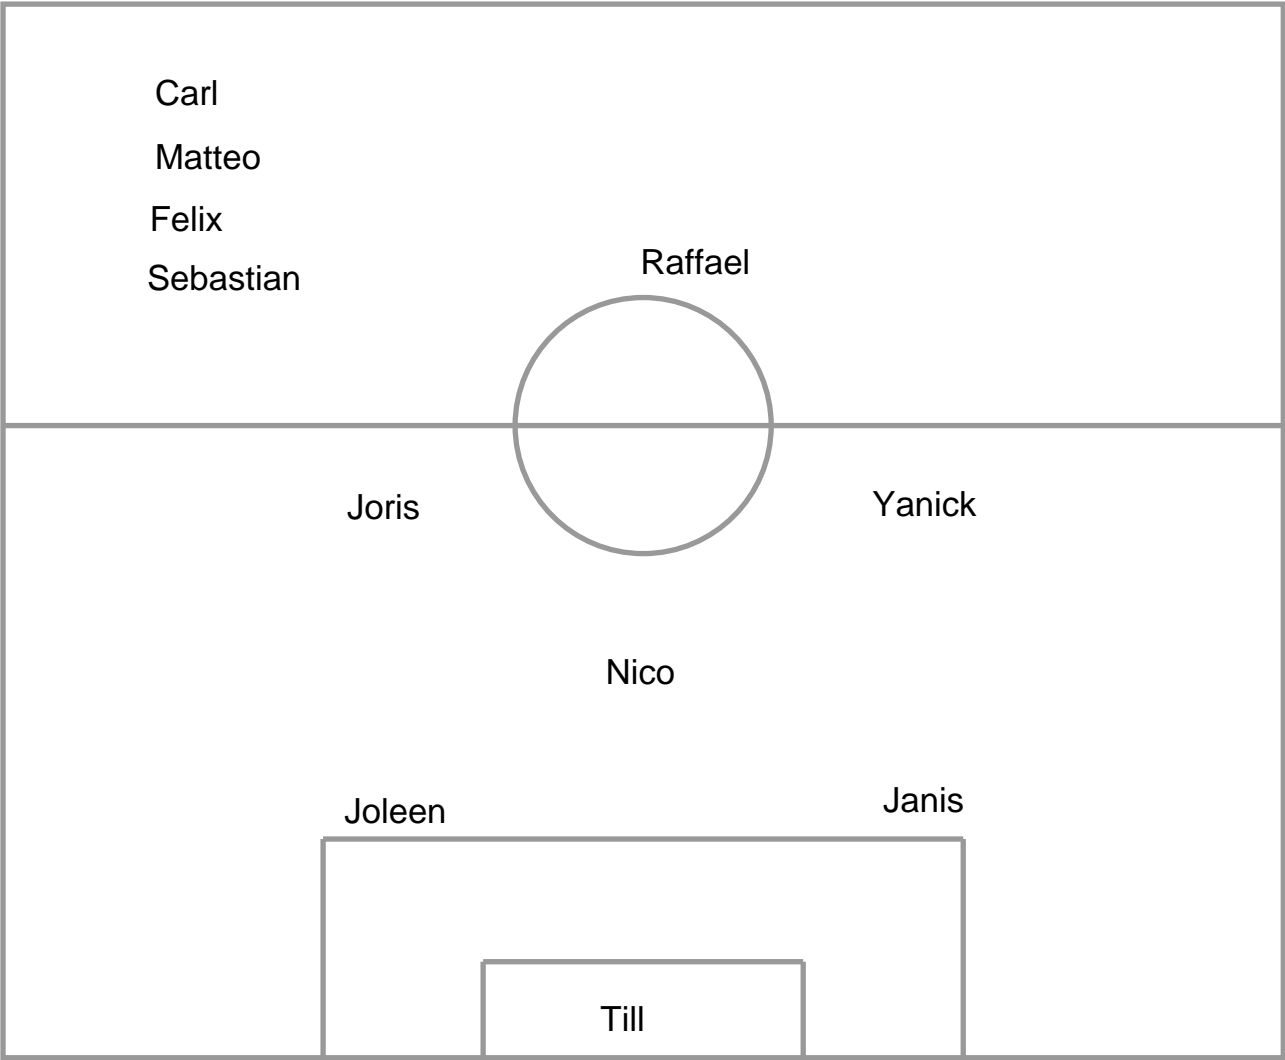 Carl
Matteo
Felix
Sebastian
Raffael
Joris
Yanick
Nico
Joleen
Janis
Till